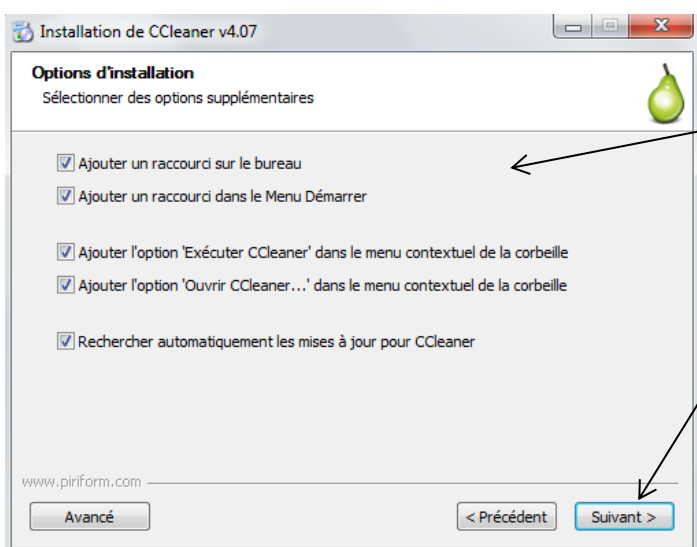 Installation de CCleaner v4.07
Options d'installation
Sélectionner des options supplémentaires
Ajouter un raccourci sur le bureau
Ajouter un raccourci dans le Menu Démarrer
Ajouter l'option 'Exécuter CCleaner' dans le menu contextuel de la corbeille
Ajouter l'option 'Ouvrir CCleaner...' dans le menu contextuel de la corbeille
Rechercher automatiquement les mises à jour pour CCleaner
www.piriform.com
Avancé
< Précédent
Suivant >